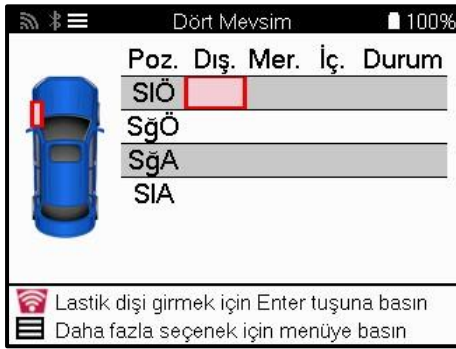 Dört Mevsim 100%
Poz. Dış. Mer. İç. Durum
SlÖ
SğÖ
SğA
SlA
Lastik dişi girmek için Enter tuşuna basın
Daha fazla seçenek için menüye basın